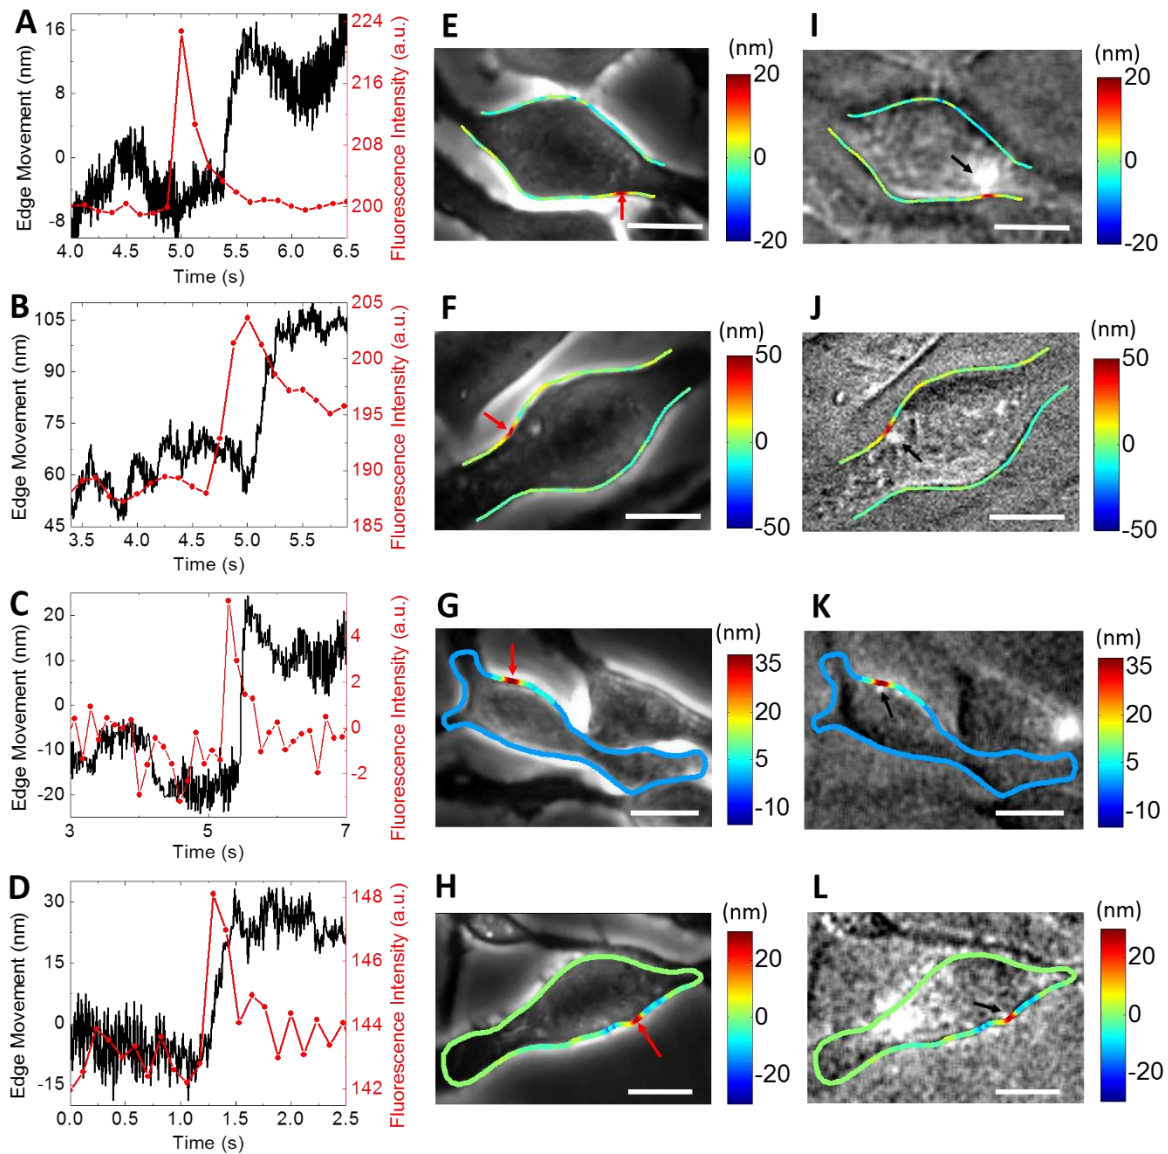 A
Edge Movement (nm)
16
8
0
-8
4.0 4.5 5.0 5.5 6.0 6.5
Time (s)
224
220
216
212
208
204
200
Fluorescence Intensity (a.u.)
E
(nm)
20
0
-20
I
(nm)
20
0
-20
B
Edge Movement (nm)
105
90
75
60
45
3.5 4.0 4.5 5.0 5.5
Time (s)
205
200
195
190
185
Fluorescence Intensity (a.u.)
F
(nm)
50
0
-50
J
(nm)
50
0
-50
C
Edge Movement (nm)
20
10
0
-10
-20
3 5 7
Time (s)
4
2
0
-2
Fluorescence Intensity (a.u.)
G
(nm)
35
20
5
-10
K
(nm)
35
20
5
-10
D
Edge Movement (nm)
30
15
0
-15
0.0 0.5 1.0 1.5 2.0 2.5
Time (s)
148
146
144
142
Fluorescence Intensity (a.u.)
H
(nm)
20
0
-20
L
(nm)
20
0
-20